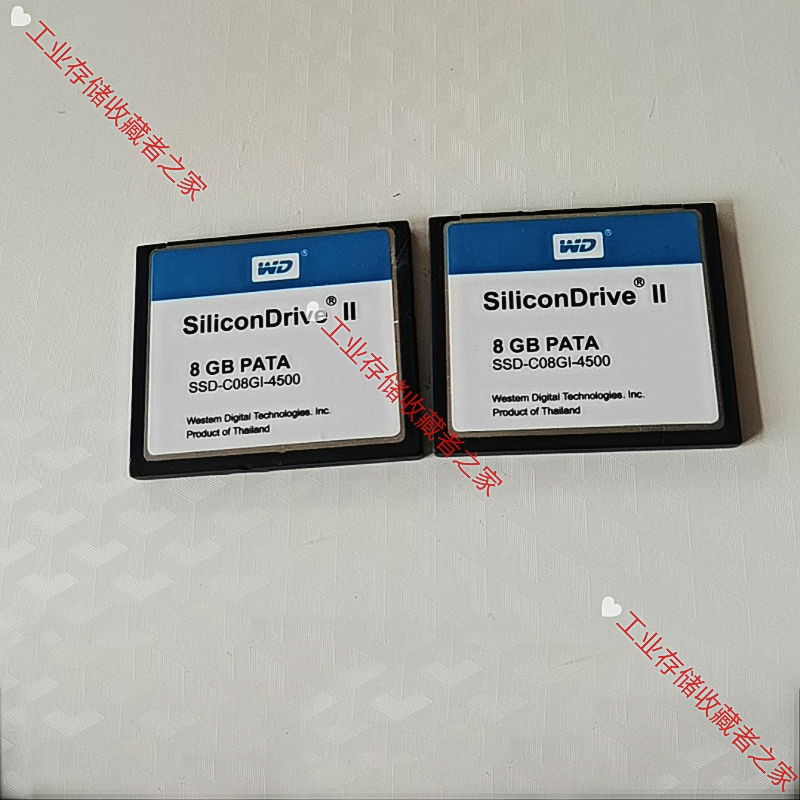 工业存储收藏者之家
WD®
SiliconDrive® II
8 GB PATA
SSD-C08GI-4500
Western Digital Technologies. Inc.
Product of Thailand
WD®
SiliconDrive® II
8 GB PATA
SSD-C08GI-4500
Western Digital Technologies. Inc.
Product of Thailand
工业存储收藏者之家
工业存储收藏者之家